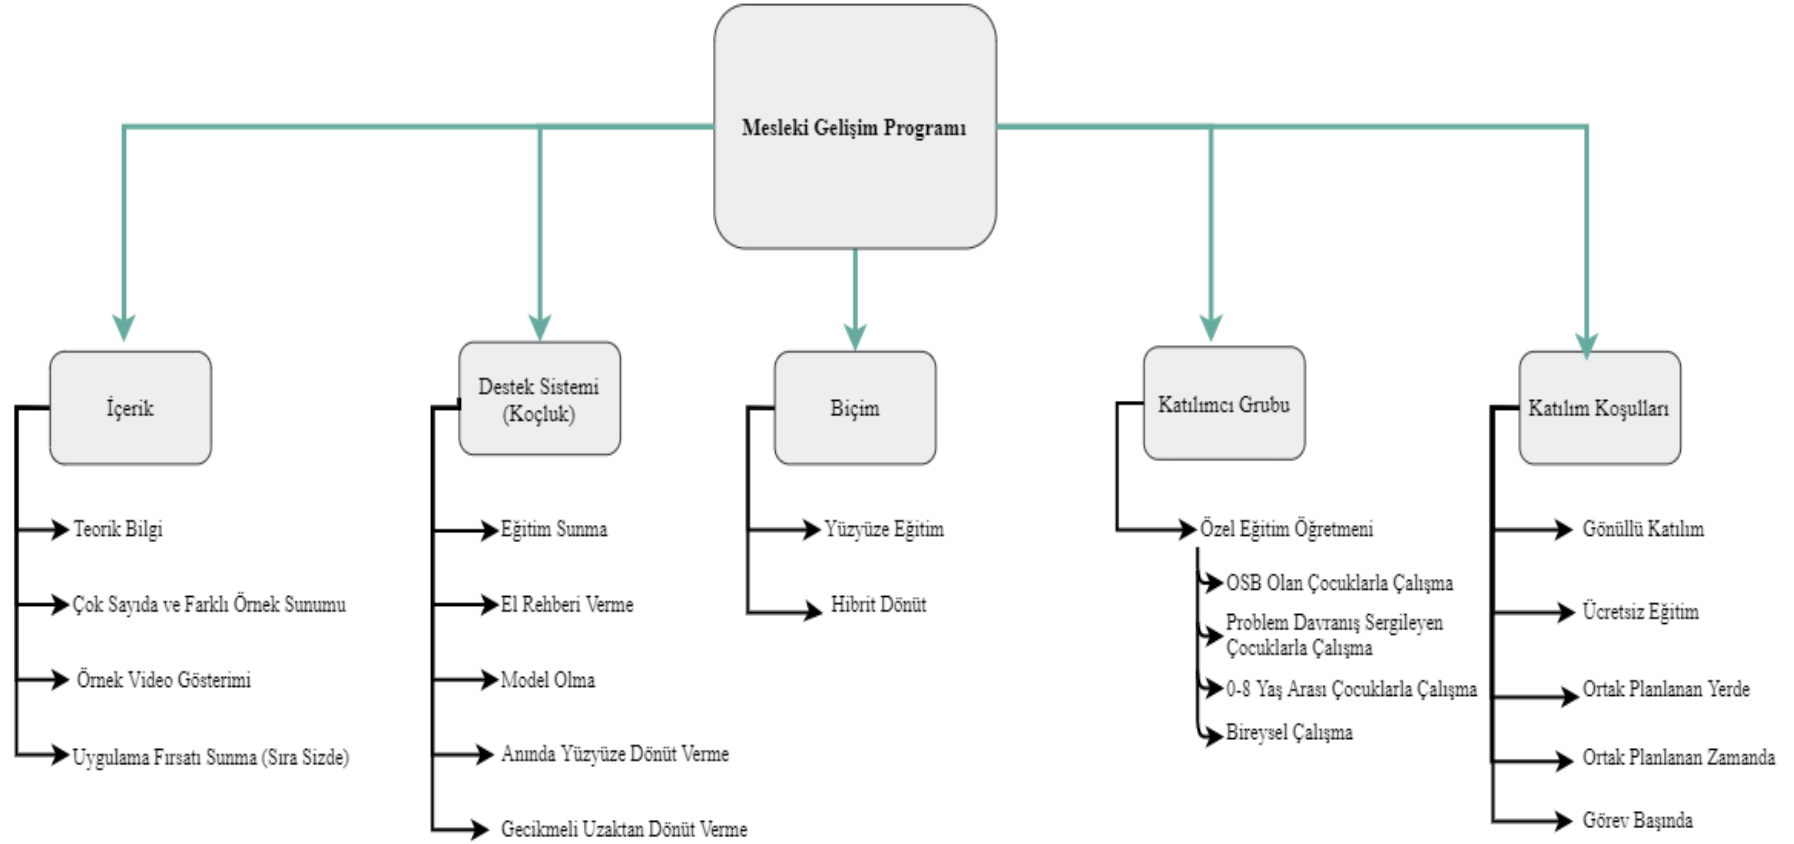 Mesleki Gelişim Programı
İçerik
Teorik Bilgi
Çok Sayıda ve Farklı Örnek Sunumu
Örnek Video Gösterimi
Uygulama Fırsatı Sunma (Sıra Sizde)
Destek Sistemi
(Koçluk)
Eğitim Sunma
El Rehberi Verme
Model Olma
Anında Yüzyüze Dönüt Verme
Gecikmeli Uzaktan Dönüt Verme
Biçim
Yüzyüze Eğitim
Hibrit Dönüt
Katılımcı Grubu
Özel Eğitim Öğretmeni
OSB Olan Çocuklarla Çalışma
Problem Davranış Sergileyen
Çocuklarla Çalışma
0-8 Yaş Arası Çocuklarla Çalışma
Bireysel Çalışma
Katılım Koşulları
Gönüllü Katılım
Ücretsiz Eğitim
Ortak Planlanan Yerde
Ortak Planlanan Zamanda
Görev Başında